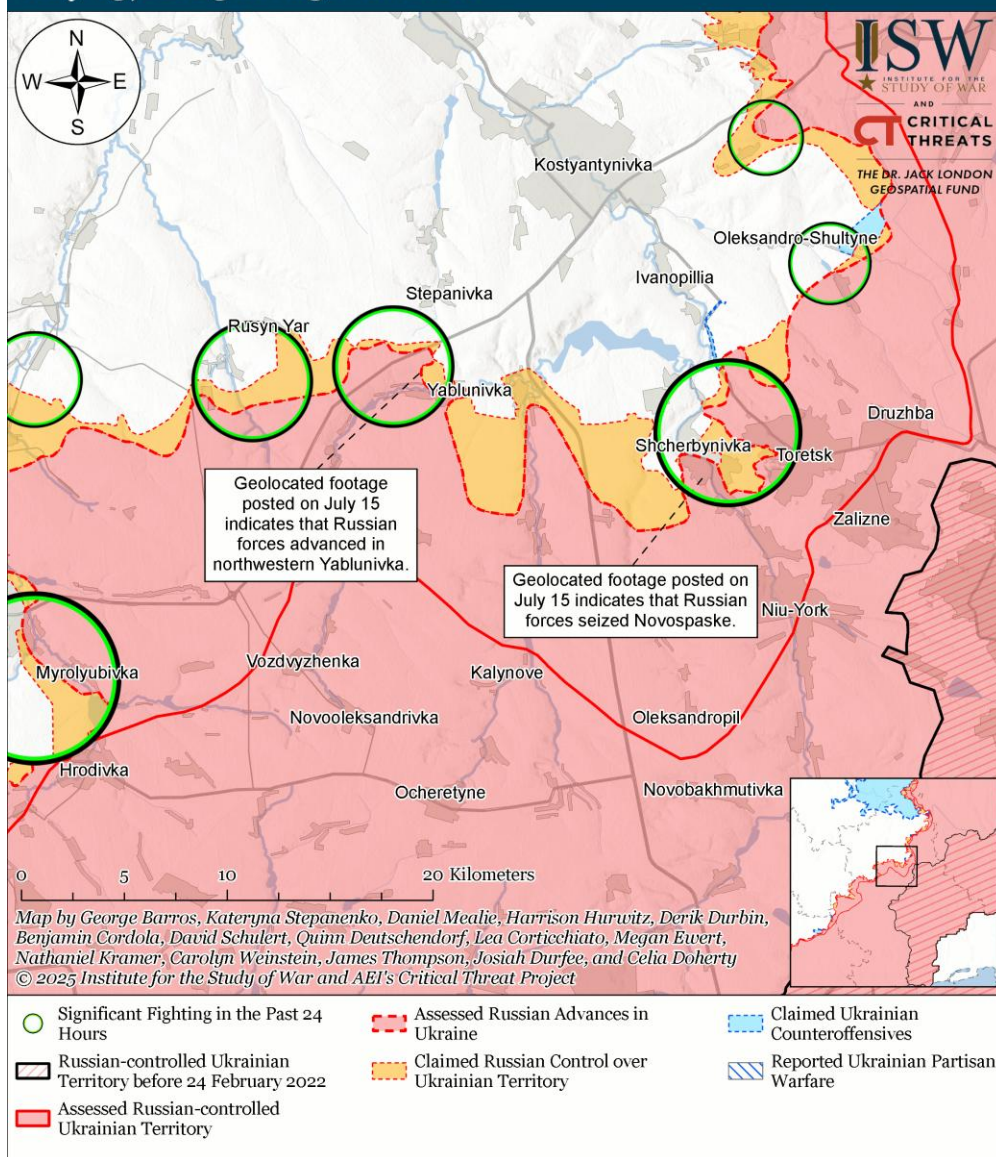 N
W E
S
ISW
INSTITUTE FOR THE
STUDY OF WAR
AND
CT CRITICAL
THREATS
THE DR. JACK LONDON
GEOSPATIAL FUND
Kostyantynivka
Oleksandro-Shultyne
Ivanopillia
Stepanivka
Rusyn Yar
Yablunivka
Druzhba
Shcherbynivka
Toretsk
Geolocated footage
posted on July 15
indicates that Russian
forces advanced in
northwestern Yablunivka.
Zalizne
Geolocated footage posted on
July 15 indicates that Russian
forces seized Novospaske.
Niu-York
Myrolyubivka
Vozdvyzhenka
Kalynove
Novooleksandrivka
Oleksandropil
Hrodivka
Ocheretyne
Novobakhmutivka
0 5 10 20 Kilometers
Map by George Barros, Kateryna Stepanenko, Daniel Mealie, Harrison Hurwitz, Derik Durbin,
Benjamin Cordola, David Schulert, Quinn Deutschendorf, Lea Corticchiato, Megan Ewert,
Nathaniel Kramer, Carolyn Weinstein, James Thompson, Josiah Durfee, and Celia Doherty
© 2025 Institute for the Study of War and AEI's Critical Threat Project
Significant Fighting in the Past 24
Hours
Russian-controlled Ukrainian
Territory before 24 February 2022
Assessed Russian-controlled
Ukrainian Territory
Assessed Russian Advances in
Ukraine
Claimed Russian Control over
Ukrainian Territory
Claimed Ukrainian
Counteroffensives
Reported Ukrainian Partisan
Warfare